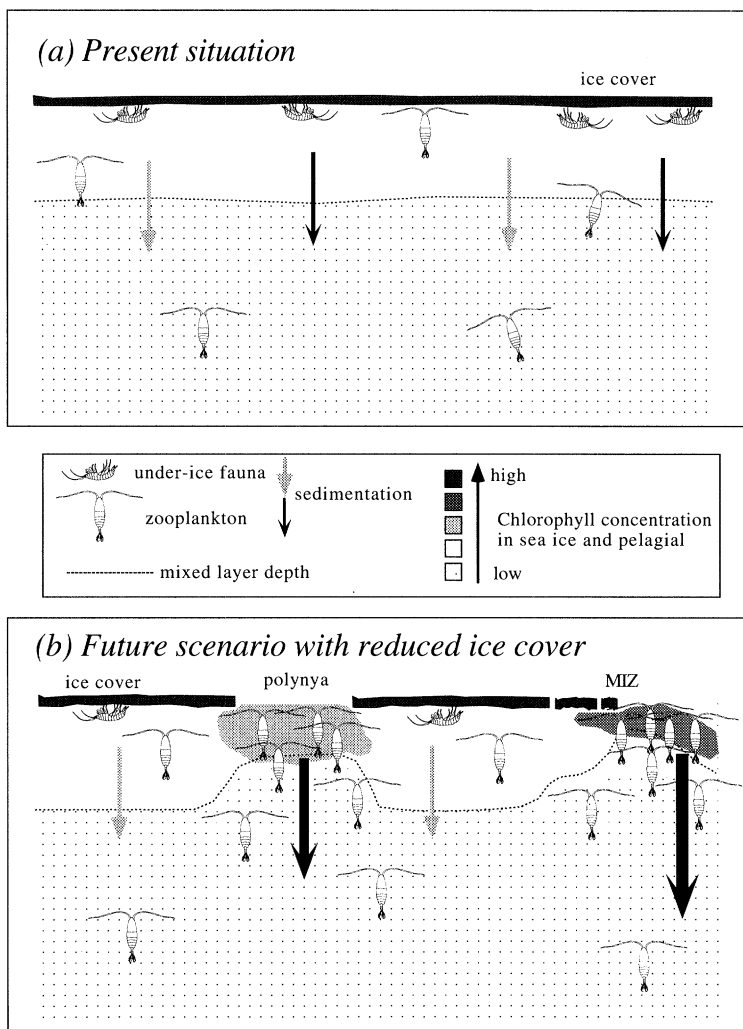 (a) Present situation
ice cover
under-ice fauna
zooplankton
mixed layer depth
sedimentation
high
Chlorophyll concentration
in sea ice and pelagial
low
(b) Future scenario with reduced ice cover
ice cover
polynya
MIZ